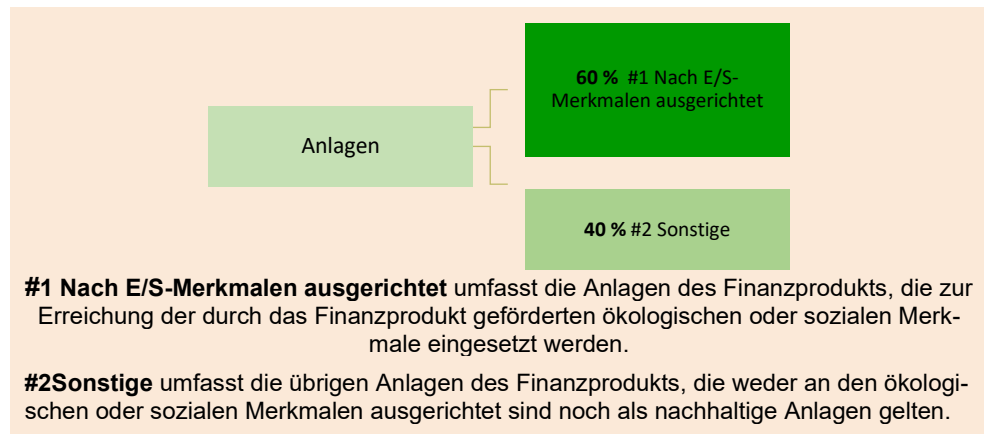 60 % #1 Nach E/S-
Merkmalen ausgerichtet
Anlagen
40 % #2 Sonstige
#1 Nach E/S-Merkmalen ausgerichtet umfasst die Anlagen des Finanzprodukts, die zur
Erreichung der durch das Finanzprodukt geförderten ökologischen oder sozialen Merk-
male eingesetzt werden.
#2Sonstige umfasst die übrigen Anlagen des Finanzprodukts, die weder an den ökologi-
schen oder sozialen Merkmalen ausgerichtet sind noch als nachhaltige Anlagen gelten.